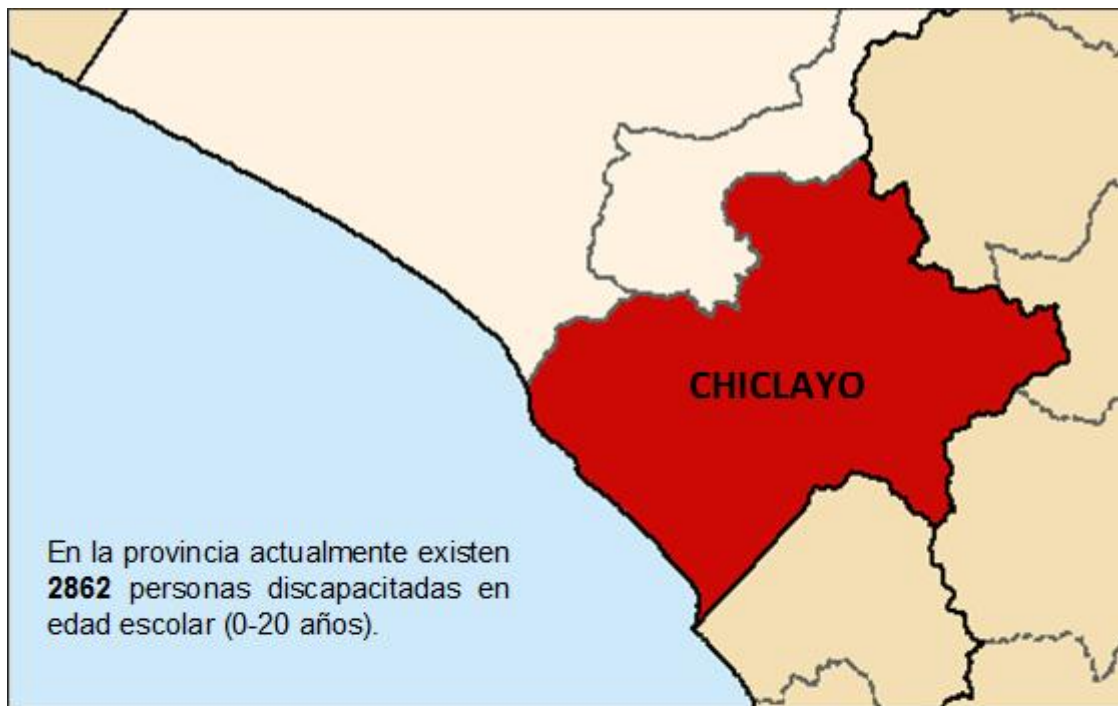 CHICLAYO
En la provincia actualmente existen
2862 personas discapacitadas en
edad escolar (0-20 años).